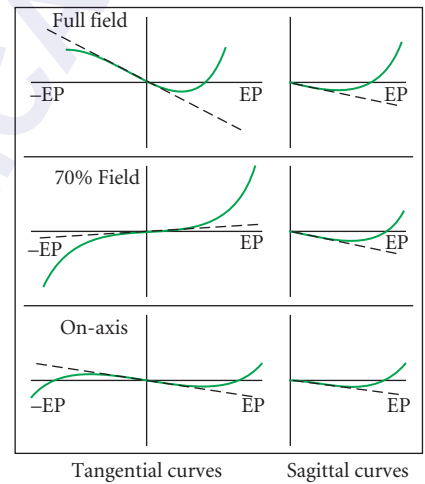 Full field
–EP EP EP
70% Field
–EP EP EP
On-axis
–EP EP EP
Tangential curves Sagittal curves